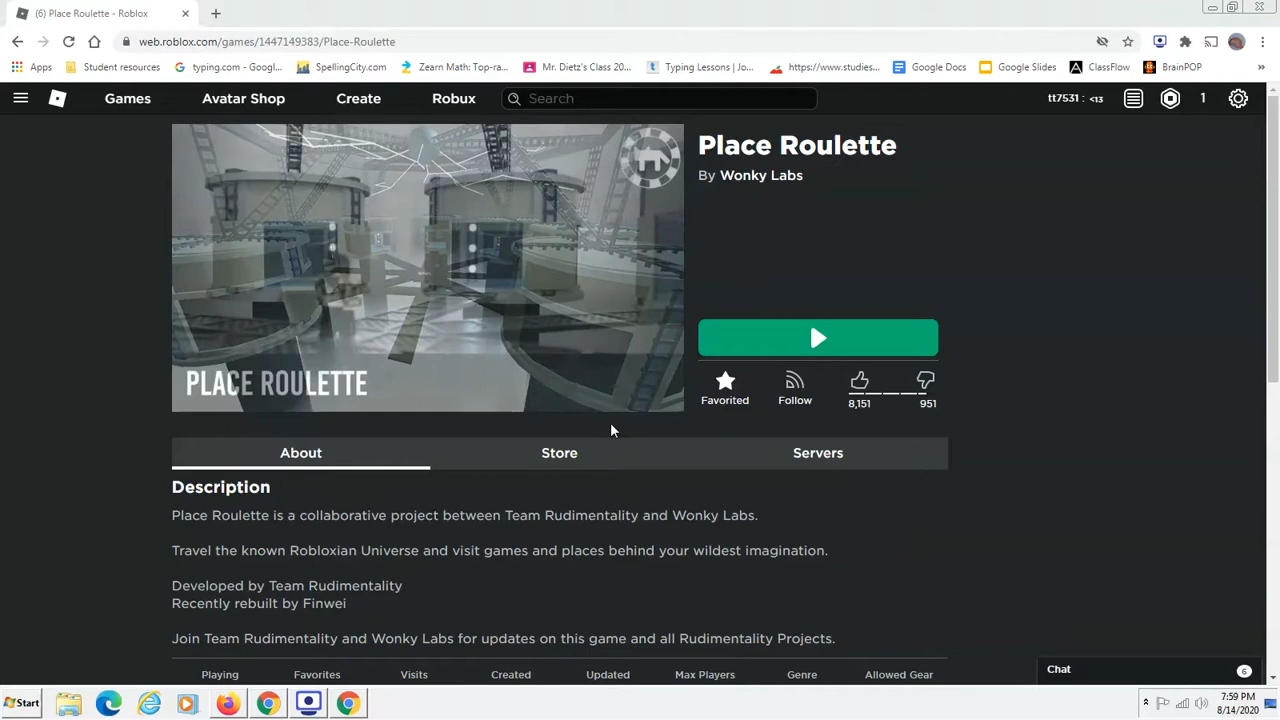 (6) Place Roulette - Roblox
web.roblox.com/games/1447149383/Place-Roulette
Apps Student resources typing.com - Googl... SpellingCity.com Zearn Math: Top-ra... Mr. Dietz's Class 20... Typing Lessons | Jo... https://www.studies... Google Docs Google Slides ClassFlow BrainPOP
Games Avatar Shop Create Robux Search tt7531 : <13 1
PLACE ROULETTE
Place Roulette
By Wonky Labs
Favorited Follow 8,151 951
About Store Servers
Description
Place Roulette is a collaborative project between Team Rudimentality and Wonky Labs.
Travel the known Robloxian Universe and visit games and places behind your wildest imagination.
Developed by Team Rudimentality
Recently rebuilt by Finwei
Join Team Rudimentality and Wonky Labs for updates on this game and all Rudimentality Projects.
Playing Favorites Visits Created Updated Max Players Genre Allowed Gear
Chat 6
Start
7:59 PM
8/14/2020